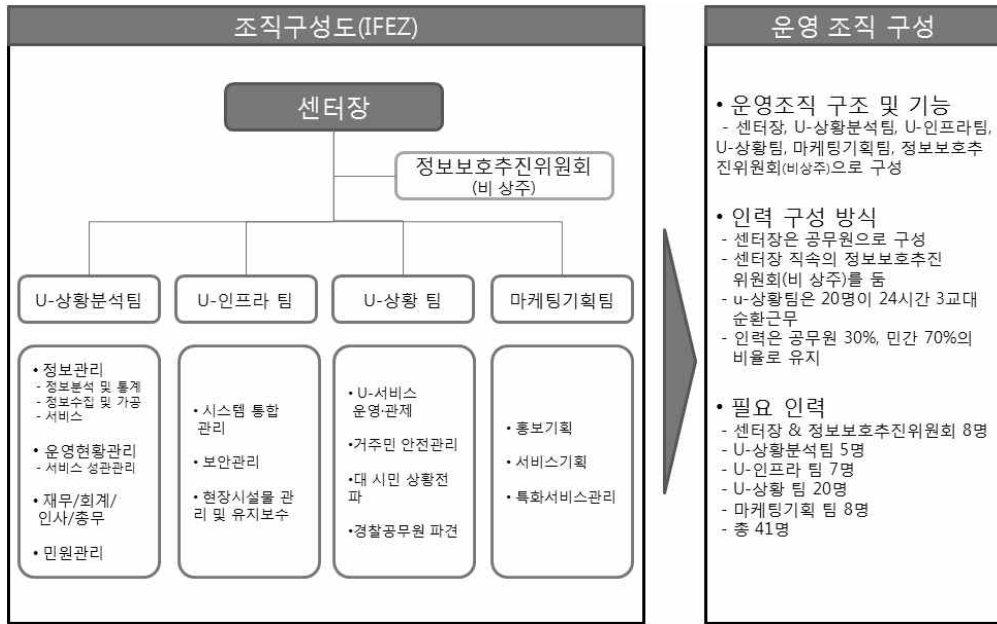 조직구성도(IFEZ)
센터장
정보보호추진위원회
(비 상주)
U-상황분석팀
U-인프라 팀
U-상황 팀
마케팅기획팀
• 정보관리
- 정보분석 및 통계
- 정보수집 및 가공
- 서비스
• 운영현황관리
- 서비스 성관관리
• 재무/회계/
인사/총무
• 민원관리
• 시스템 통합
관리
• 보안관리
• 현장시설물 관
리 및 유지보수
• U-서비스
운영·관제
•거주민 안전관리
•대 시민 상황전
파
•경찰공무원 파견
• 홍보기획
• 서비스기획
• 특화서비스관리
운영 조직 구성
• 운영조직 구조 및 기능
- 센터장, U-상황분석팀, U-인프라팀,
U-상황팀, 마케팅기획팀, 정보보호추
진위원회(비상주)으로 구성
• 인력 구성 방식
- 센터장은 공무원으로 구성
- 센터장 직속의 정보보호추진
위원회(비 상주)를 둠
- u-상황팀은 20명이 24시간 3교대
순환근무
- 인력은 공무원 30%, 민간 70%의
비율로 유지
• 필요 인력
- 센터장 & 정보보호추진위원회 8명
- U-상황분석팀 5명
- U-인프라 팀 7명
- U-상황 팀 20명
- 마케팅기획 팀 8명
- 총 41명